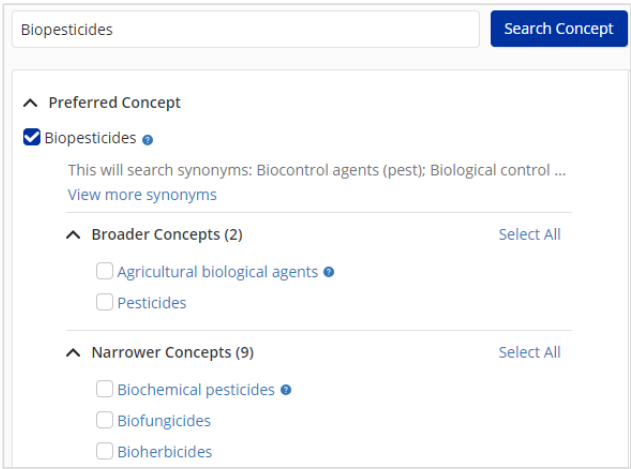 Biopesticides
Search Concept
Preferred Concept
Biopesticides
This will search synonyms: Biocontrol agents (pest); Biological control ...
View more synonyms
Broader Concepts (2)
Select All
Agricultural biological agents
Pesticides
Narrower Concepts (9)
Select All
Biochemical pesticides
Biofungicides
Bioherbicides